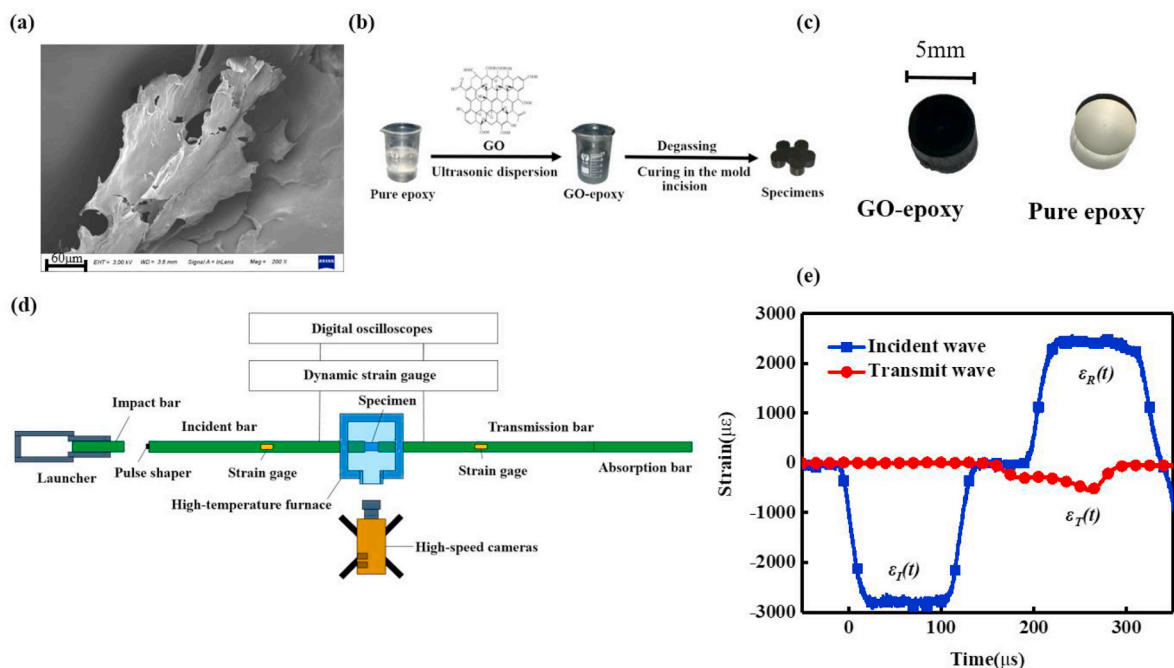 (a)
60μm
EHT = 3.00 kV
WD = 3.8 mm
Signal A = InLens
Mag = 200 X
ZEISS
(b)
GO
Ultrasonic dispersion
Degassing
Curing in the mold
incision
Pure epoxy
GO-epoxy
Specimens
(c)
5mm
GO-epoxy
Pure epoxy
(d)
Digital oscilloscopes
Dynamic strain gauge
Specimen
Impact bar
Incident bar
Transmission bar
Launcher
Pulse shaper
Strain gage
Strain gage
Absorption bar
High-temperature furnace
High-speed cameras
(e)
3000
2000
1000
0
-1000
-2000
-3000
Strain(με)
Incident wave
Transmit wave
εR(t)
εT(t)
εI(t)
0
100
200
300
Time(μs)